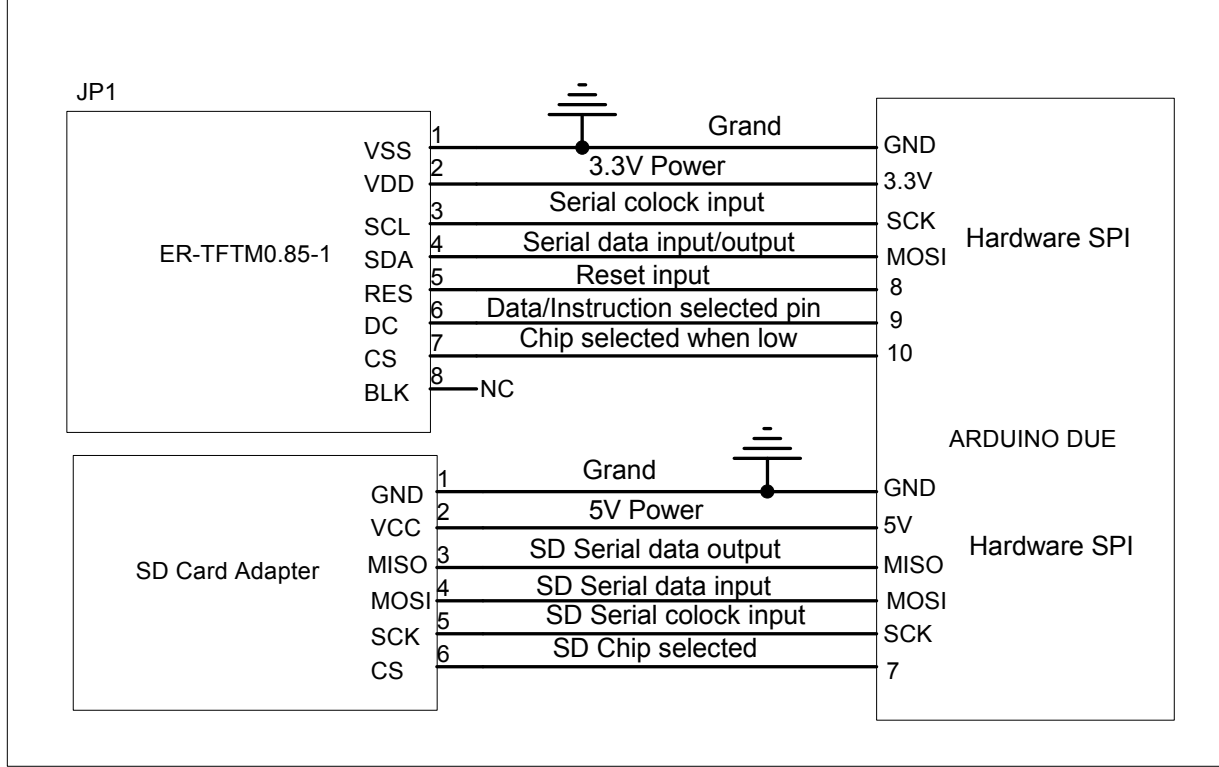 JP1
1
Grand
VSS
GND
2
3.3V Power
VDD
3.3V
3
Serial colock input
SCL
SCK
Hardware SPI
4
Serial data input/output
ER-TFTM0.85-1
SDA
MOSI
5
Reset input
RES
8
6
Data/Instruction selected pin
DC
9
7
Chip selected when low
CS
10
8
BLK
NC
ARDUINO DUE
1
Grand
GND
GND
2
5V Power
VCC
5V
3
SD Serial data output
Hardware SPI
SD Card Adapter
MISO
MISO
4
SD Serial data input
MOSI
MOSI
5
SD Serial colock input
SCK
SCK
6
SD Chip selected
CS
7